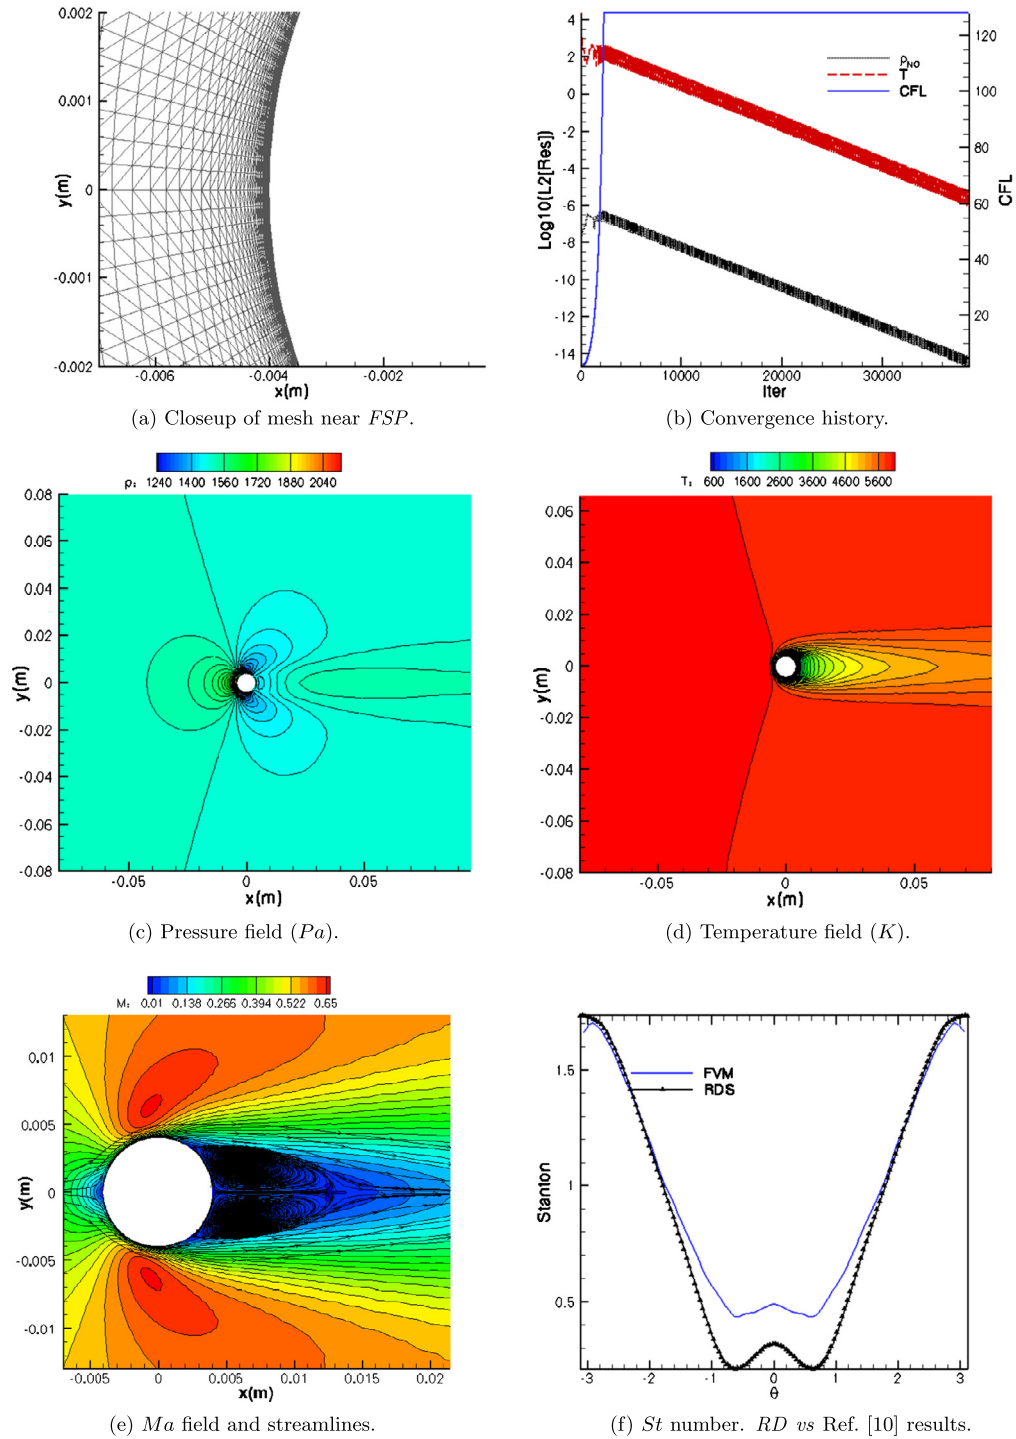 0.002
0.001
0
-0.001
-0.002
y(m)
-0.006 -0.004 -0.002
x(m)
(a) Closeup of mesh near FSP.
4
2
0
-2
-4
-6
-8
-10
-12
-14
Log10(L2[Res])
ρNO
T
CFL
120
100
80
60
40
20
CFL
0 10000 20000 30000
Iter
(b) Convergence history.
p: 1240 1400 1560 1720 1880 2040
0.08
0.06
0.04
0.02
0
-0.02
-0.04
-0.06
-0.08
y(m)
-0.05 0 0.05
x(m)
(c) Pressure field (Pa).
T: 600 1600 2600 3600 4600 5600
0.06
0.04
0.02
0
-0.02
-0.04
-0.06
-0.08
y(m)
-0.05 0 0.05
x(m)
(d) Temperature field (K).
M: 0.01 0.138 0.266 0.394 0.522 0.65
0.01
0.005
0
-0.005
-0.01
y(m)
-0.005 0 0.005 0.01 0.015 0.02
x(m)
(e) Ma field and streamlines.
1.5
1
0.5
Stanton
FVM
RDS
-3 -2 -1 0 1 2 3
θ
(f) St number. RD vs Ref. [10] results.